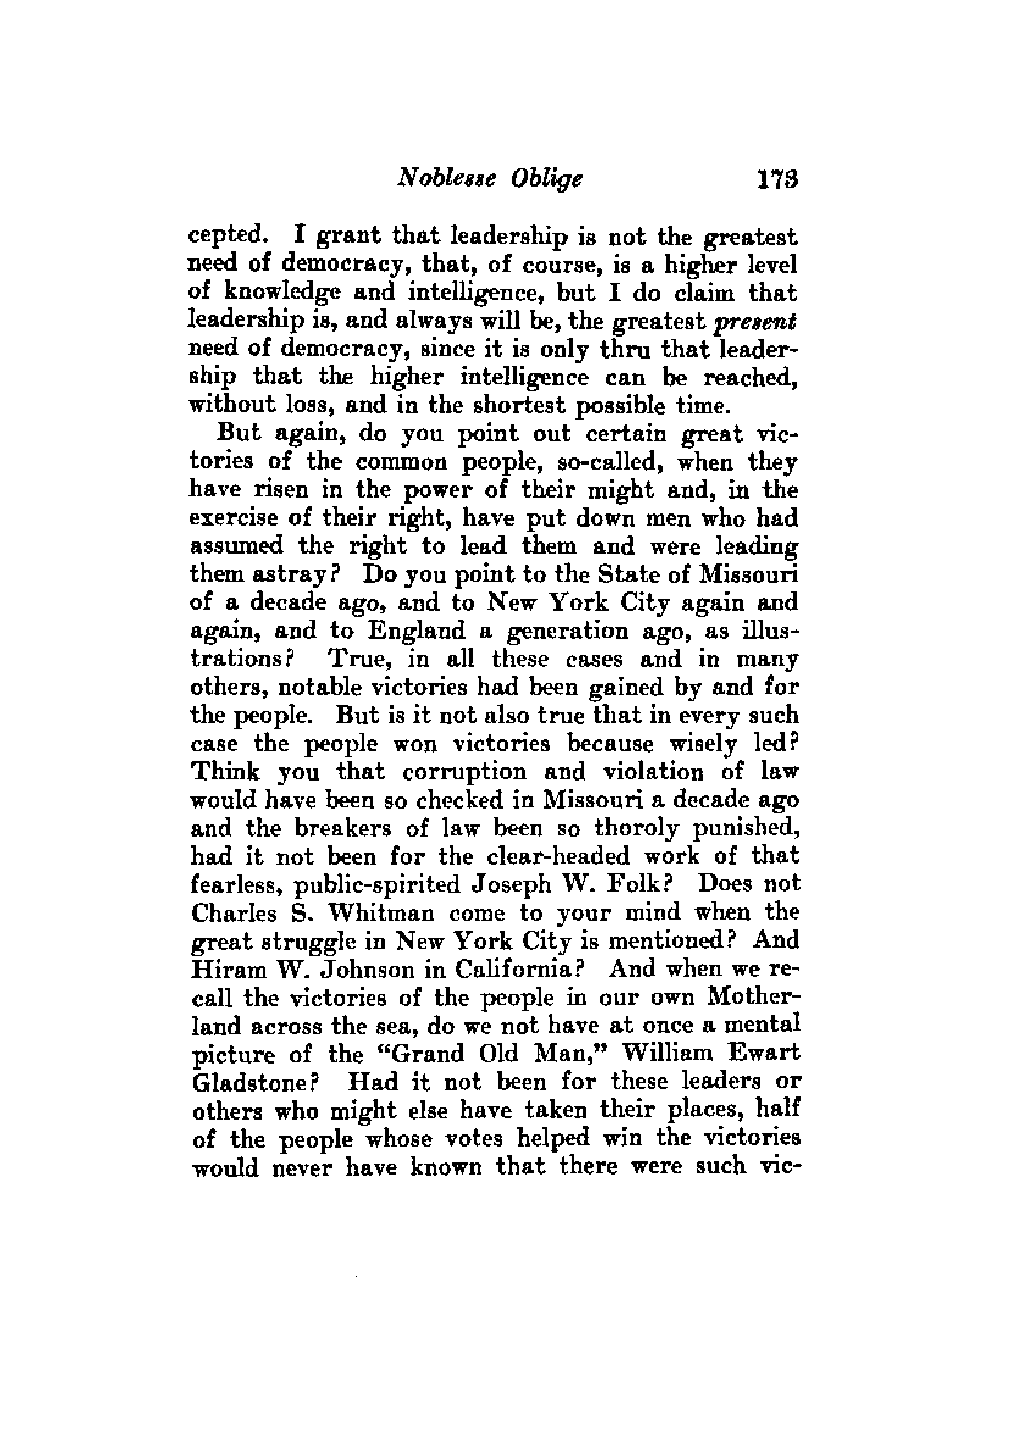 Noblesse Oblige 173
cepted. I grant that leadership is not the greatest
need of democracy, that, of course, is a higher level
of knowledge and intelligence, but I do claim that
leadership is, and always will be, the greatest present
need of democracy, since it is only thru that leader-
ship that the higher intelligence can be reached,
without loss, and in the shortest possible time.
But again, do you point out certain great vic-
tories of the common people, so-called, when they
have risen in the power of their might and, in the
exercise of their right, have put down men who had
assumed the right to lead them and were leading
them astray? Do you point to the State of Missouri
of a decade ago, and to New York City again and
again, and to England a generation ago, as illus-
trations? True, in all these cases and in many
others, notable victories had been gained by and for
the people. But is it not also true that in every such
case the people won victories because wisely led?
Think you that corruption and violation of law
would have been so checked in Missouri a decade ago
and the breakers of law been so thoroly punished,
had it not been for the clear-headed work of that
fearless, public-spirited Joseph W. Folk? Does not
Charles S. Whitman come to your mind when the
great struggle in New York City is mentioned? And
Hiram W. Johnson in California? And when we re-
call the victories of the people in our own Mother-
land across the sea, do we not have at once a mental
picture of the "Grand Old Man," William Ewart
Gladstone? Had it not been for these leaders or
others who might else have taken their places, half
of the people whose votes helped win the victories
would never have known that there were such vic-